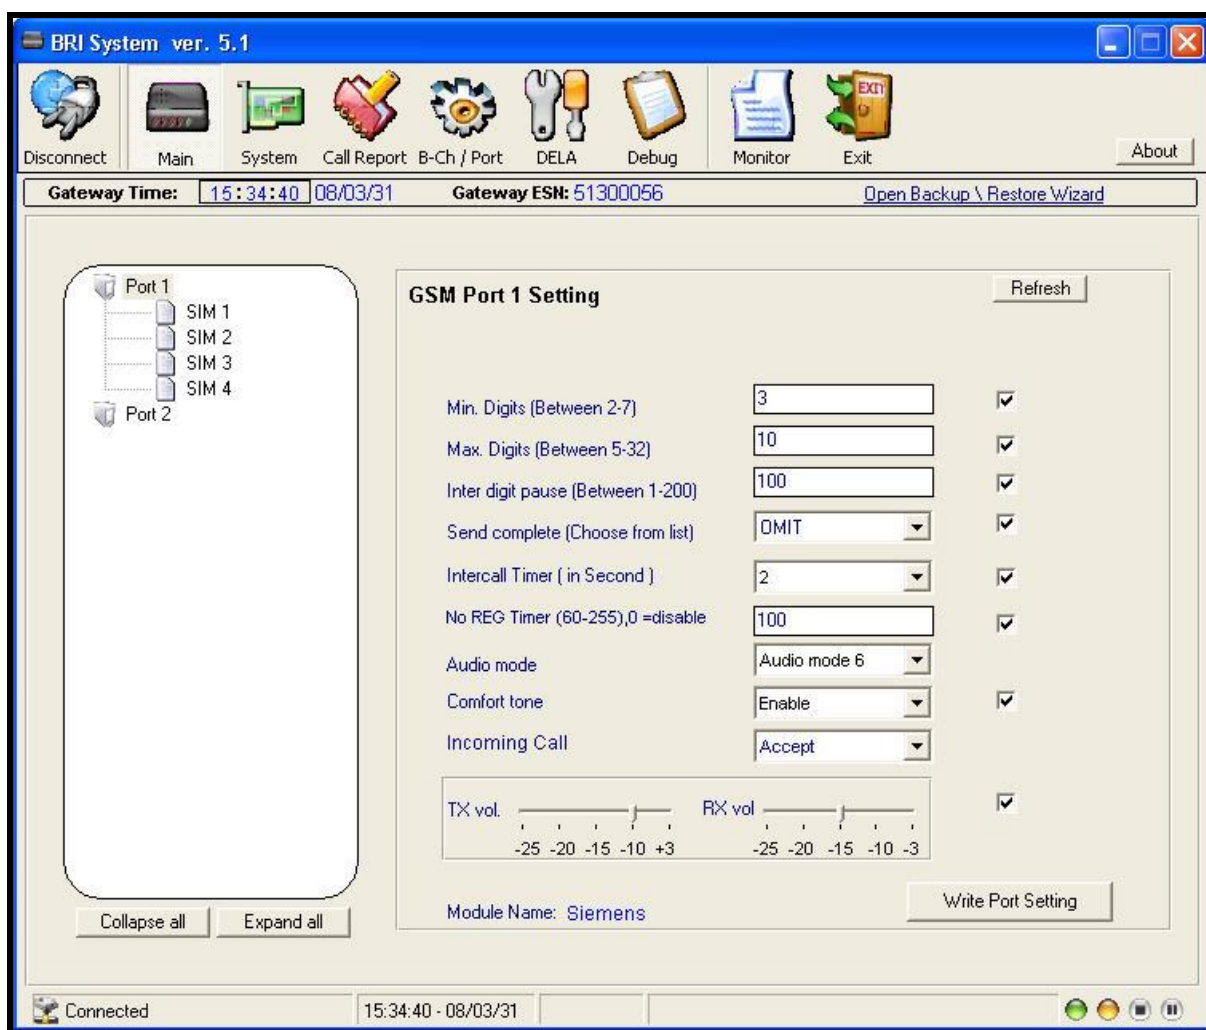 BRI System ver. 5.1
Disconnect Main System Call Report B-Ch / Port DELA Debug Monitor EXIT Exit About
Gateway Time: 15:34:40 08/03/31 Gateway ESN: 51300056 Open Backup \ Restore Wizard
Port 1
SIM 1
SIM 2
SIM 3
SIM 4
Port 2
Collapse all Expand all
GSM Port 1 Setting Refresh
Min. Digits (Between 2-7) 3
Max. Digits (Between 5-32) 10
Inter digit pause (Between 1-200) 100
Send complete (Choose from list) OMIT
Intercall Timer ( in Second ) 2
No REG Timer (60-255),0 =disable 100
Audio mode Audio mode 6
Comfort tone Enable
Incoming Call Accept
TX vol. RX vol
-25 -20 -15 -10 +3 -25 -20 -15 -10 -3
Module Name: Siemens Write Port Setting
Connected 15:34:40 - 08/03/31